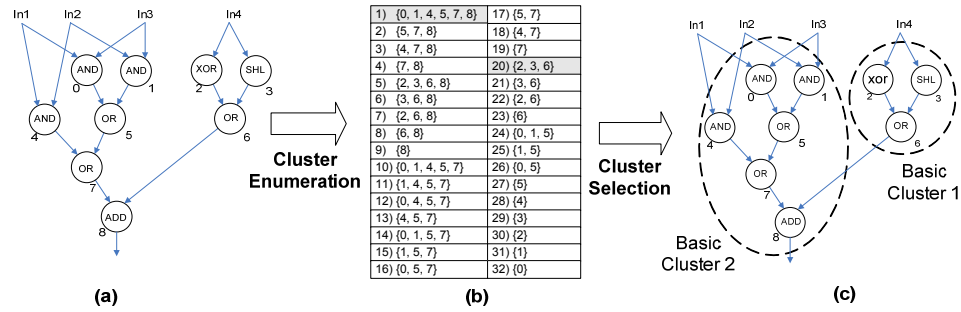 In1 In2 In3 In4
AND AND XOR SHL
0 1 2 3
AND OR OR
4 5 6
OR
7
ADD
8
(a)
Cluster
Enumeration
1) {0, 1, 4, 5, 7, 8} 17) {5, 7}
2) {5, 7, 8} 18) {4, 7}
3) {4, 7, 8} 19) {7}
4) {7, 8} 20) {2, 3, 6}
5) {2, 3, 6, 8} 21) {3, 6}
6) {3, 6, 8} 22) {2, 6}
7) {2, 6, 8} 23) {6}
8) {6, 8} 24) {0, 1, 5}
9) {8} 25) {1, 5}
10) {0, 1, 4, 5, 7} 26) {0, 5}
11) {1, 4, 5, 7} 27) {5}
12) {0, 4, 5, 7} 28) {4}
13) {4, 5, 7} 29) {3}
14) {0, 1, 5, 7} 30) {2}
15) {1, 5, 7} 31) {1}
16) {0, 5, 7} 32) {0}
(b)
Cluster
Selection
In1 In2 In3 In4
AND AND xor SHL
0 1 2 3
AND OR OR
4 5 6
OR
7
ADD
8
Basic
Cluster 1
Basic
Cluster 2
(c)